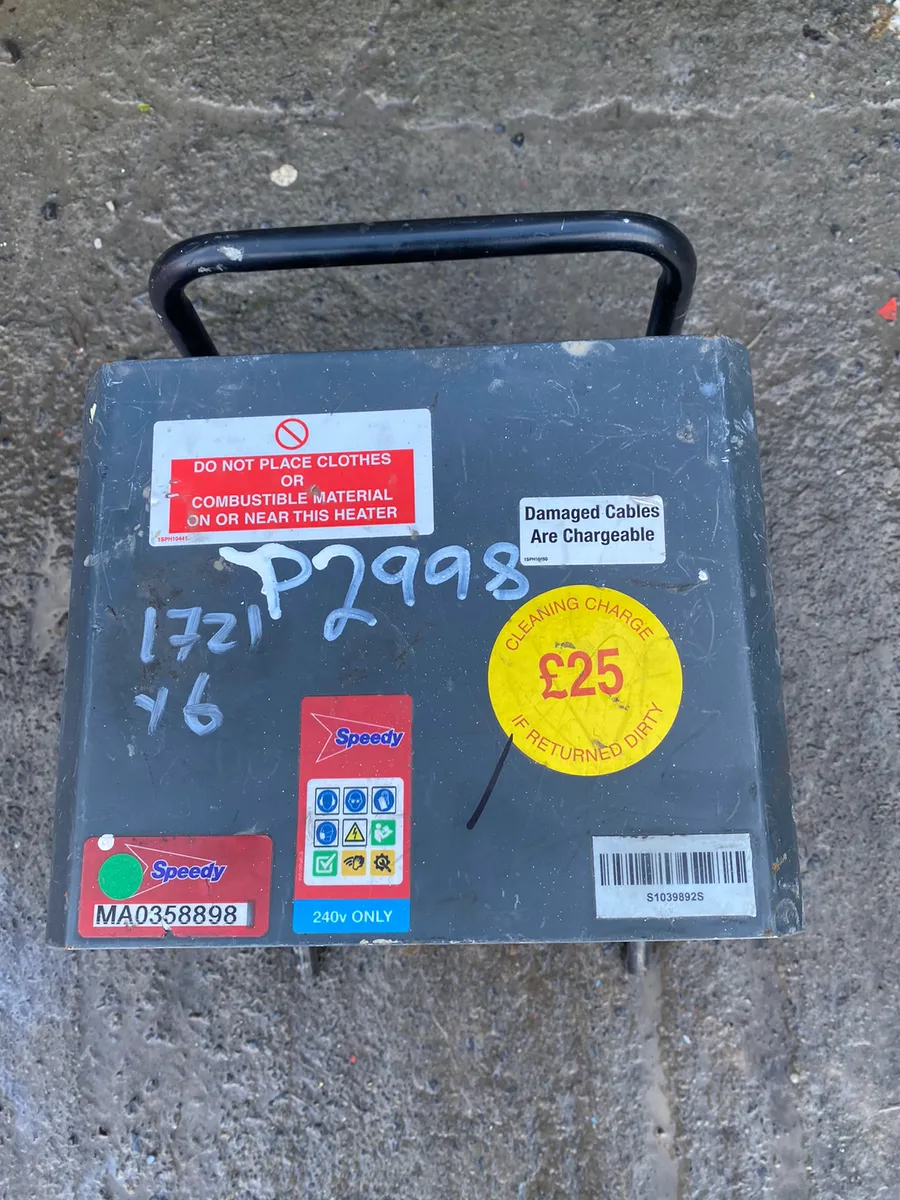 DO NOT PLACE CLOTHES
OR
COMBUSTIBLE MATERIAL
ON OR NEAR THIS HEATER
1SPH10441
Damaged Cables
Are Chargeable
P2998
1721
Y6
CLEANING CHARGE
£25
IF RETURNED DIRTY
Speedy
240v ONLY
Speedy
MA0358898
S1039892S